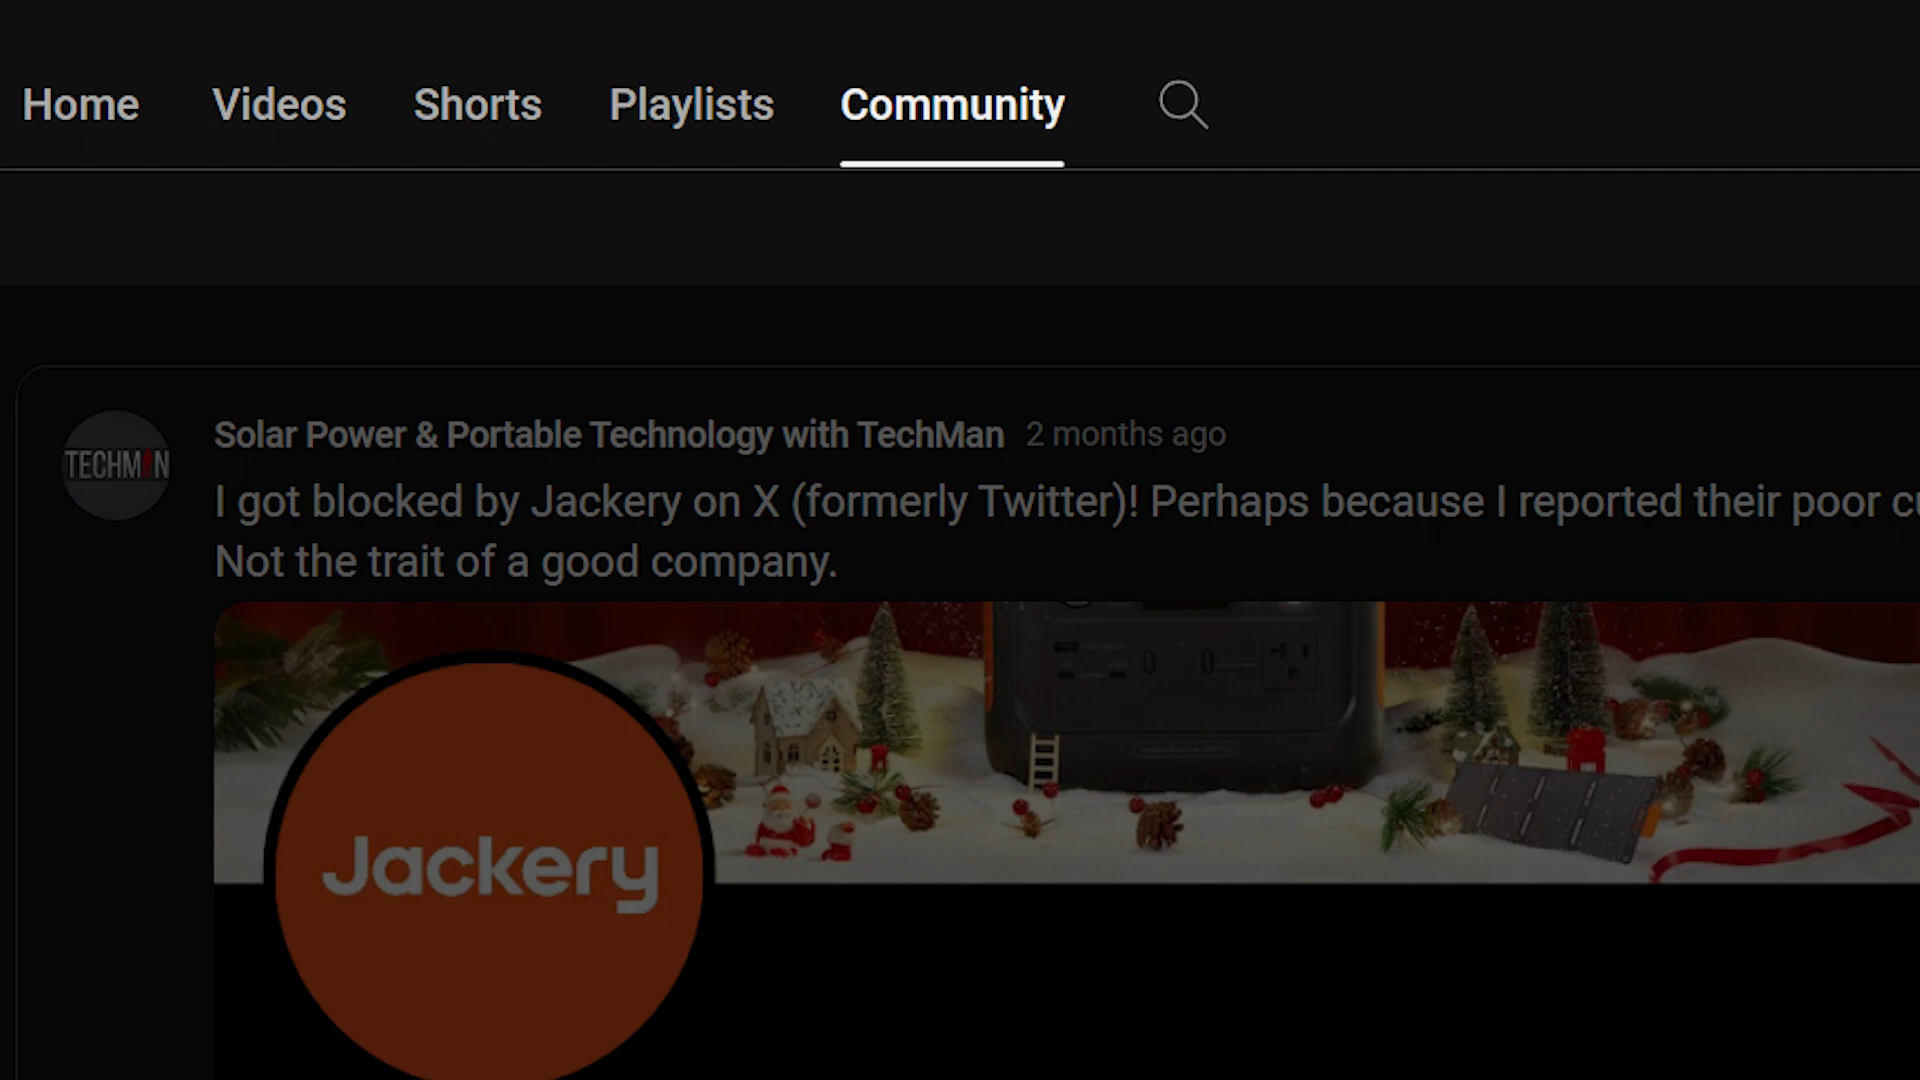 Home Videos Shorts Playlists Community
TECHMAN
Solar Power & Portable Technology with TechMan 2 months ago
I got blocked by Jackery on X (formerly Twitter)! Perhaps because I reported their poor
Not the trait of a good company.
Jackery